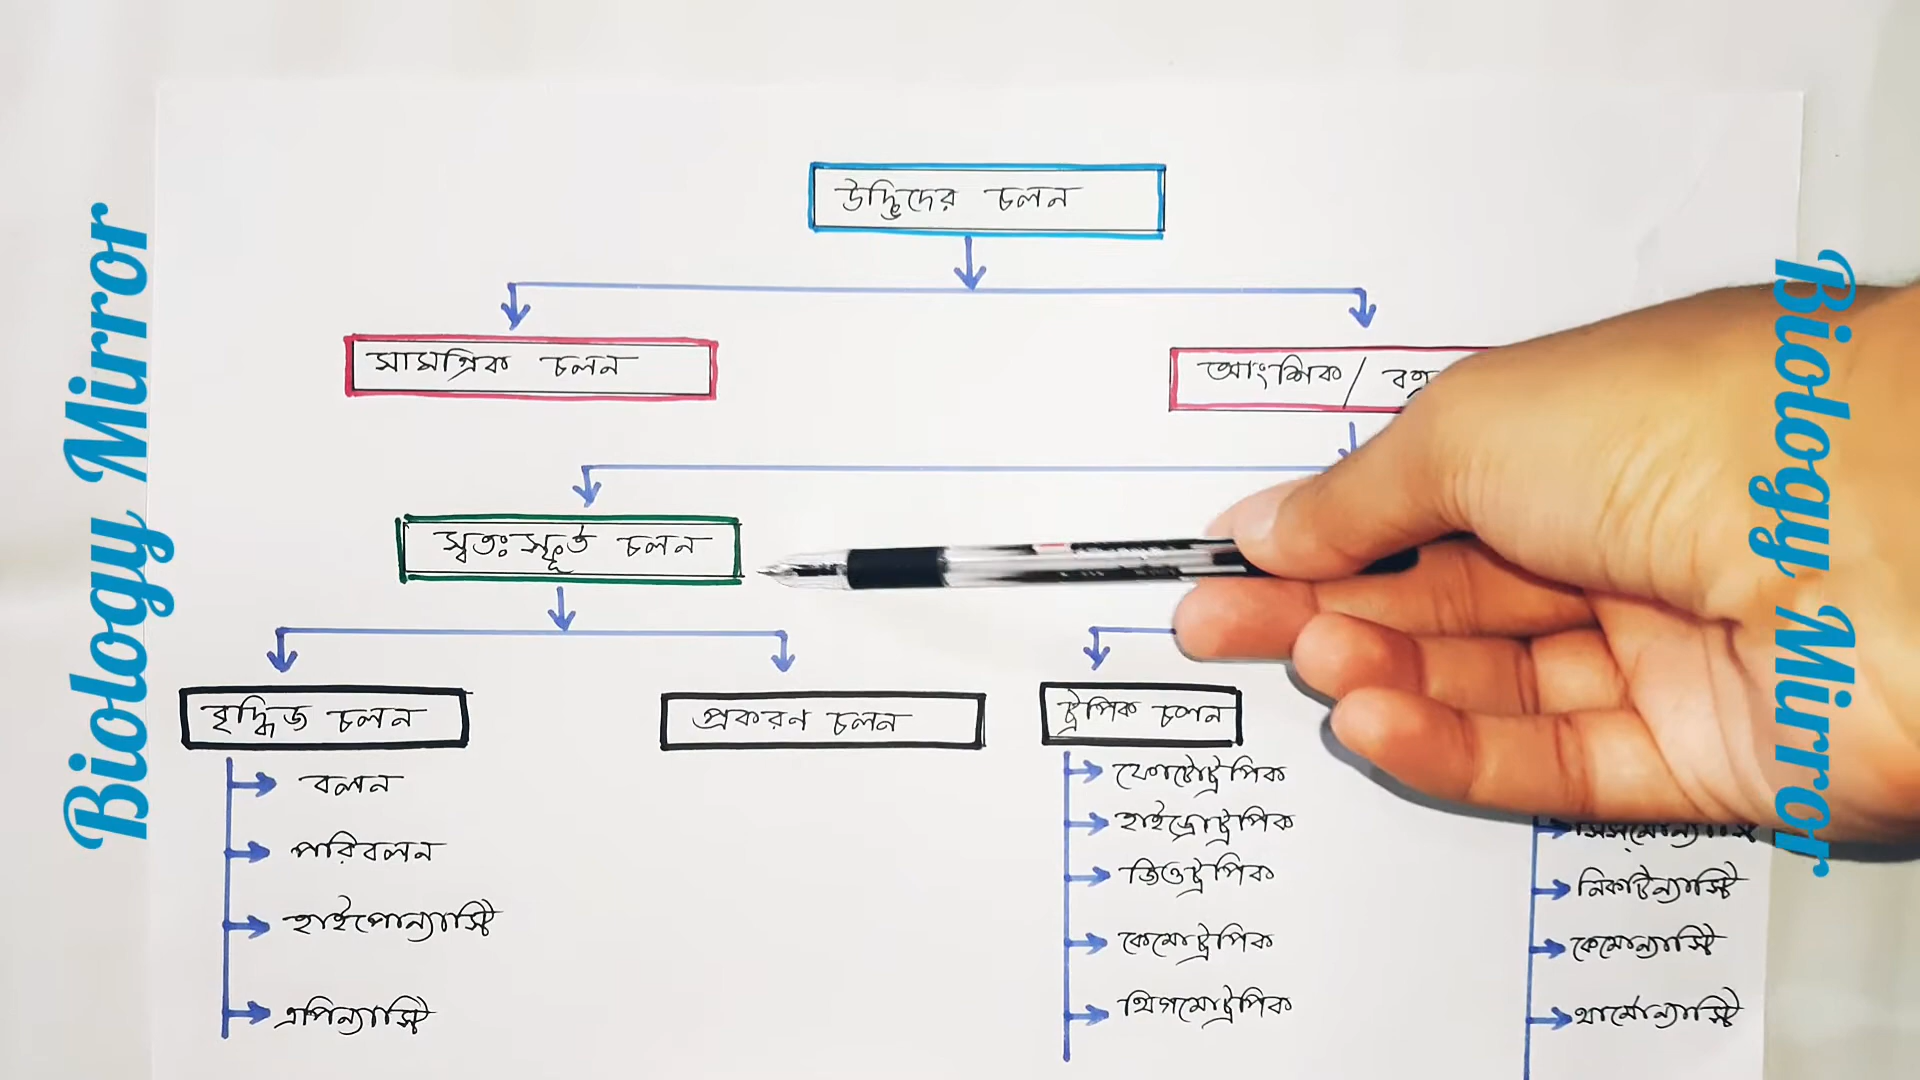 উদ্ভিদের চলন
সামগ্রিক চলন
আংশিক /
স্বতঃস্ফূর্ত চলন
বৃদ্ধিজ চলন
প্রকরণ চলন
ট্রপিক চলন
বলন
পরিবলন
হাইপোন্যাস্টি
এপিন্যাস্টি
ফোটোট্রপিক
হাইড্রোট্রপিক
জিওট্রপিক
কেমোট্রপিক
থিগমোট্রপিক
সিস্মোন্যাস্টি
নিকটিন্যাস্টি
কেমোন্যাস্টি
থার্মোন্যাস্টি
Biology Mirror
Biology Mirror